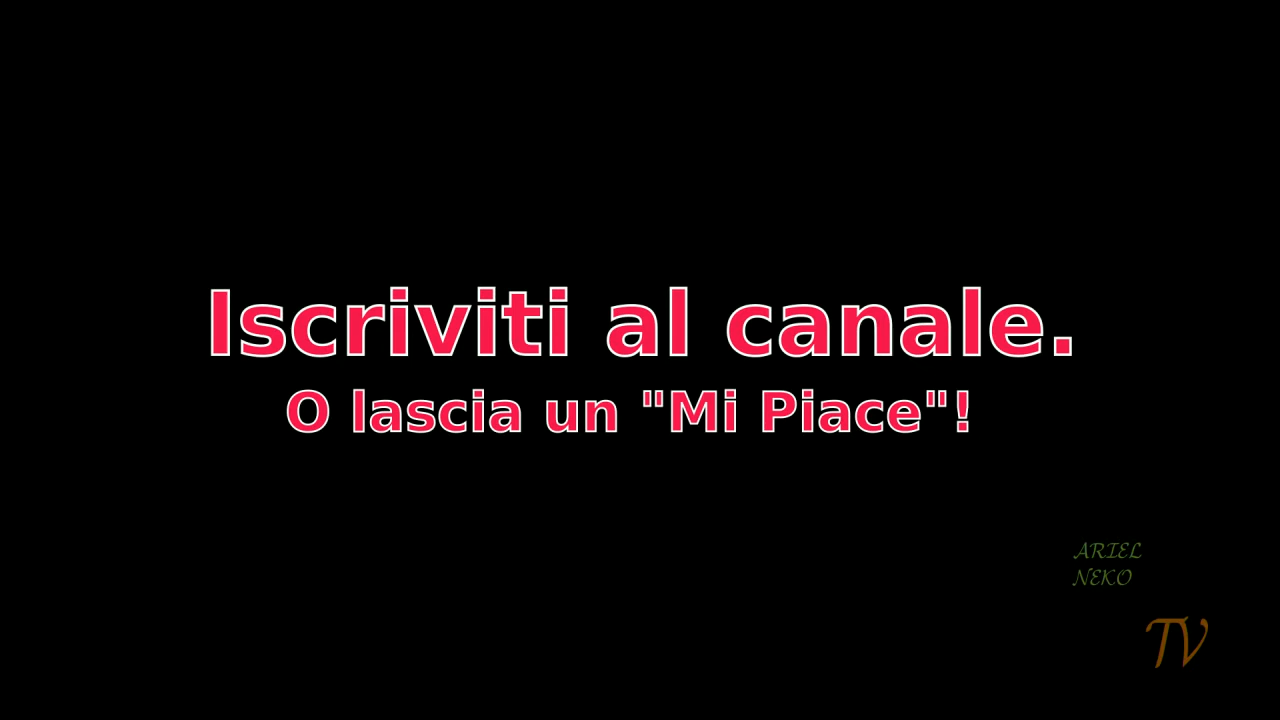 Iscriviti al canale.
O lascia un "Mi Piace"!
ARIEL
NEKO
TV